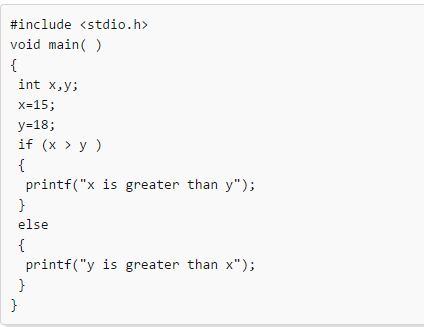 #include <stdio.h>
void main( )
{
 int x,y;
 x=15;
 y=18;
 if (x > y )
 {
  printf("x is greater than y");
 }
 else
 {
  printf("y is greater than x");
 }
}